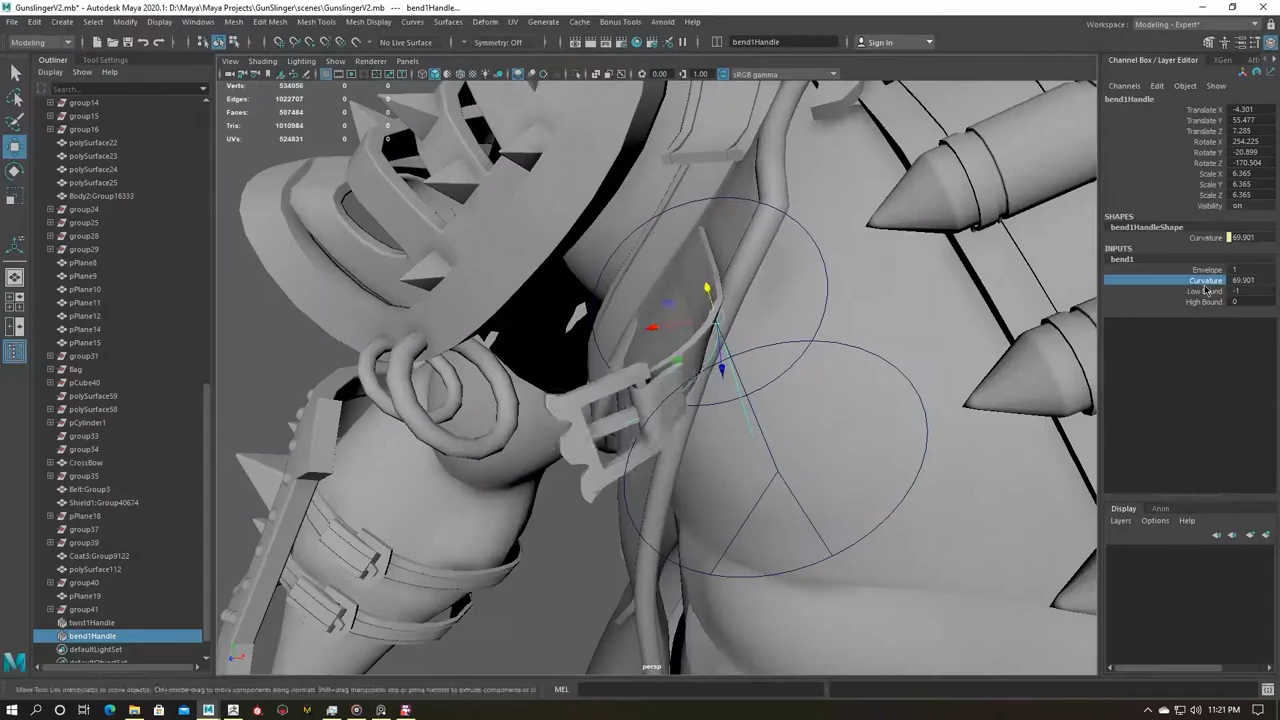 GunslingerV2.mb* - Autodesk Maya 2020.1: D:\Maya\Maya Projects\GunSlinger\scenes\GunslingerV2.mb* --- bend1Handle...
File Edit Create Select Modify Display Windows Mesh Edit Mesh Mesh Tools Mesh Display Curves Surfaces Deform UV Generate Cache Bonus Tools Arnold Help
Workspace : Modeling - Expert*
Modeling No Live Surface Symmetry: Off bend1Handle Sign In
Outliner Tool Settings
Display Show Help
Search...
group14
group15
group16
polySurface22
polySurface23
polySurface24
polySurface25
Body2:Group16333
group24
group25
group28
group29
pPlane8
pPlane9
pPlane10
pPlane11
pPlane12
pPlane14
pPlane15
group31
Bag
pCube40
polySurface59
polySurface58
pCylinder1
group33
group34
CrossBow
group35
Belt:Group3
Shield1:Group40674
pPlane18
group37
group39
Coat3:Group9122
polySurface112
group40
pPlane19
group41
twist1Handle
bend1Handle
defaultLightSet
defaultObjectSet
View Shading Lighting Show Renderer Panels
0.00 1.00 sRGB gamma
Verts: 534056 0 0
Edges: 1022707 0 0
Faces: 507484 0 0
Tris: 1010984 0 0
UVs: 524831 0 0
persp
Channel Box / Layer Editor XGen
Channels Edit Object Show
bend1Handle
Translate X -4.301
Translate Y 55.477
Translate Z 7.285
Rotate X 254.225
Rotate Y -20.899
Rotate Z -170.504
Scale X 6.365
Scale Y 6.365
Scale Z 6.365
Visibility on
SHAPES
bend1HandleShape
Curvature 69.901
INPUTS
bend1
Envelope 1
Curvature 69.901
Low Bound -1
High Bound 0
Display Anim
Layers Options Help
MEL
11:21 PM